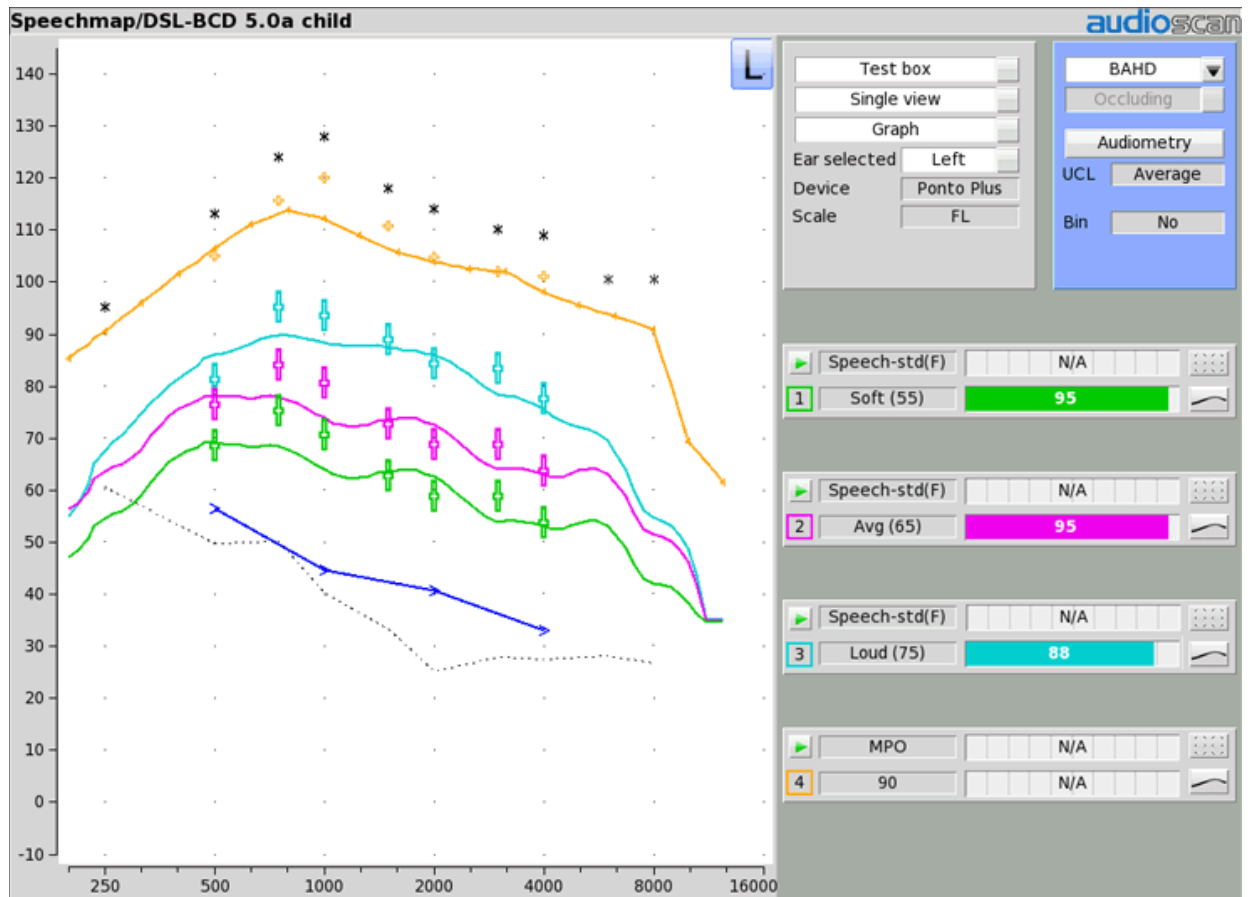 Speechmap/DSL-BCD 5.0a child
audioscan
L
140
130
120
110
100
90
80
70
60
50
40
30
20
10
0
-10
250 500 1000 2000 4000 8000 16000
Test box
Single view
Graph
Ear selected Left
Device Ponto Plus
Scale FL
BAHD
Occluding
Audiometry
UCL Average
Bin No
Speech-std(F) N/A
1 Soft (55) 95
Speech-std(F) N/A
2 Avg (65) 95
Speech-std(F) N/A
3 Loud (75) 88
MPO N/A
4 90 N/A